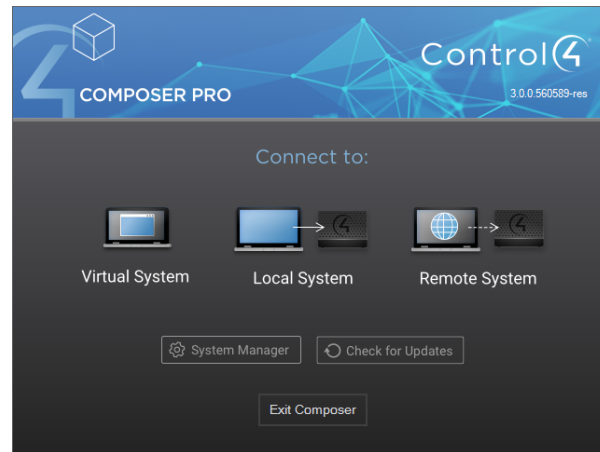 Control4
COMPOSER PRO
3.0.0.560589-res
Connect to:
Virtual System
Local System
Remote System
System Manager
Check for Updates
Exit Composer